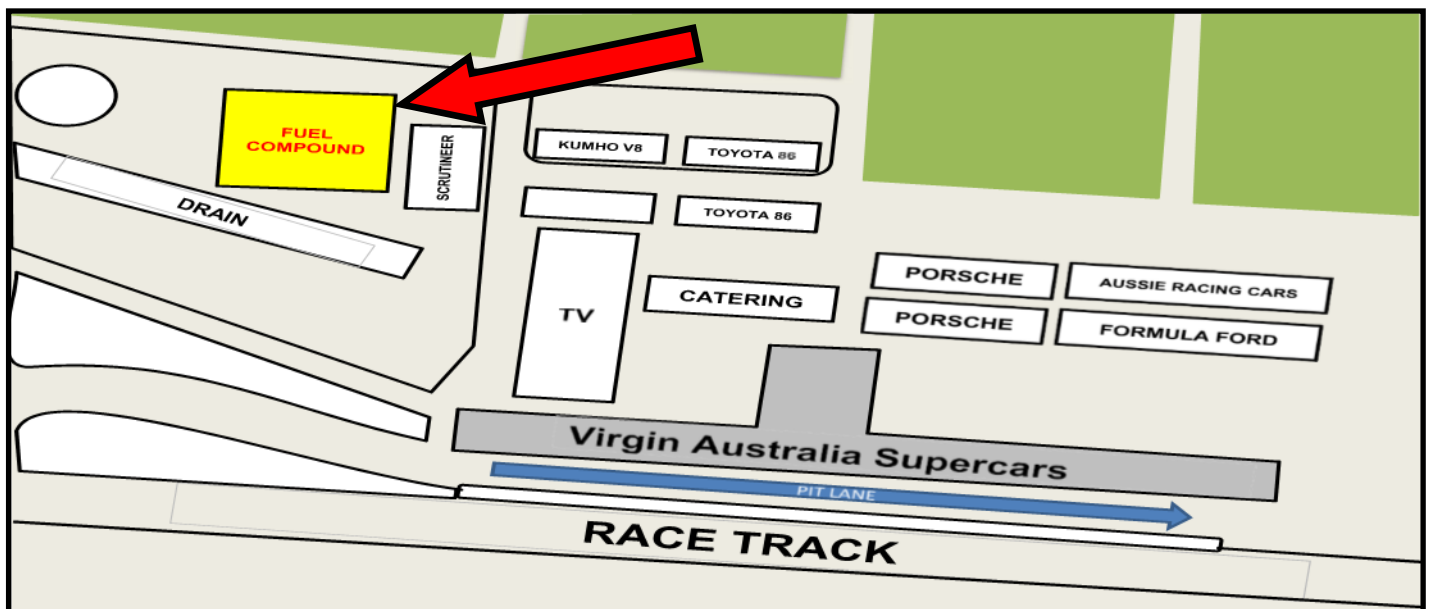 FUEL
COMPOUND
SCRUTINEER
KUMHO V8
TOYOTA 86
DRAIN
TOYOTA 86
TV
CATERING
PORSCHE
AUSSIE RACING CARS
PORSCHE
FORMULA FORD
Virgin Australia Supercars
PIT LANE
RACE TRACK